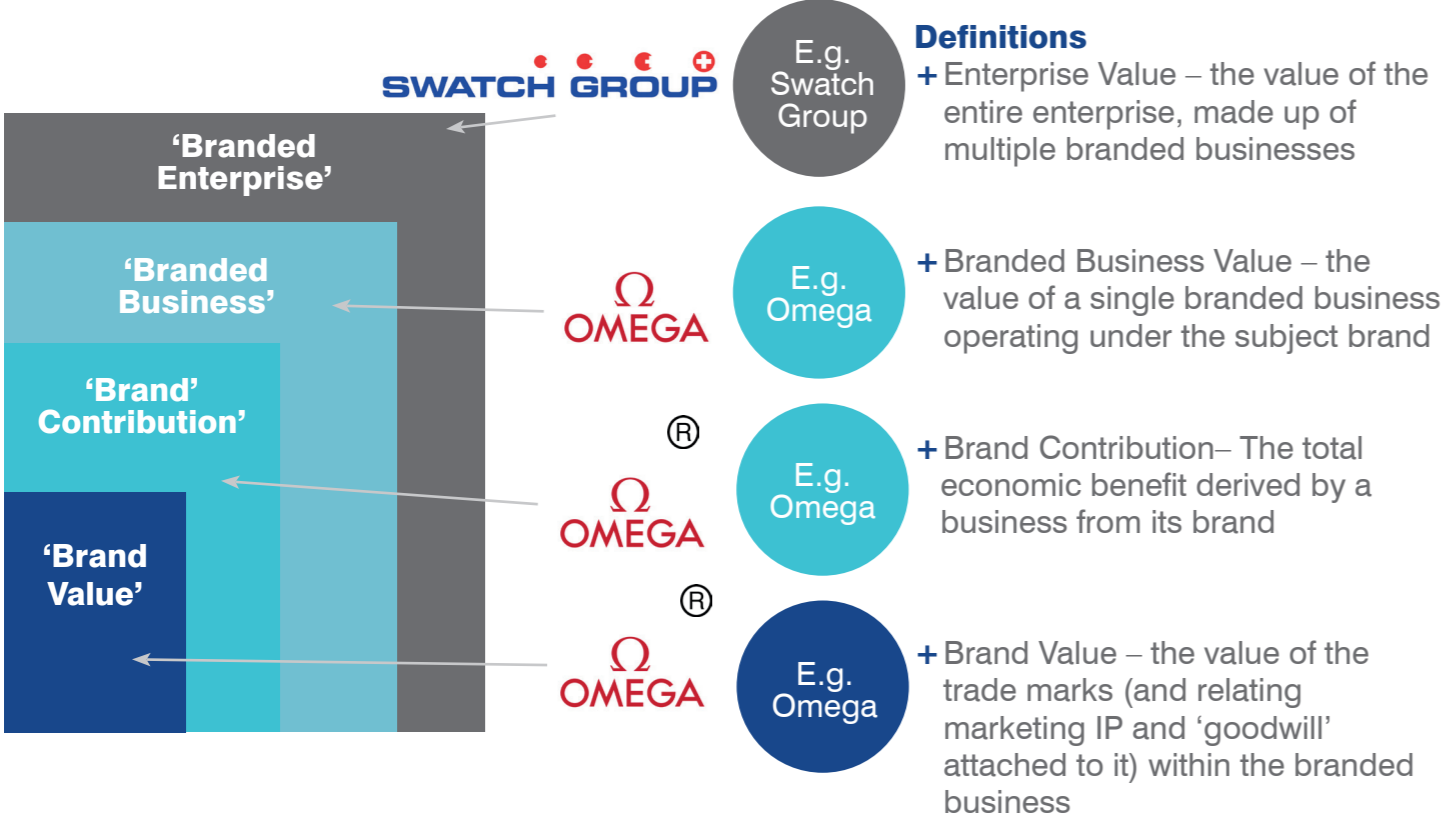 SWATCH GROUP
E.g.
Swatch
Group
Definitions
+ Enterprise Value – the value of the
entire enterprise, made up of
multiple branded businesses
‘Branded
Enterprise’
‘Branded
Business’
Ω
OMEGA
E.g.
Omega
+ Branded Business Value – the
value of a single branded business
operating under the subject brand
‘Brand’
Contribution’
®
Ω
OMEGA
E.g.
Omega
+ Brand Contribution– The total
economic benefit derived by a
business from its brand
‘Brand
Value’
®
Ω
OMEGA
E.g.
Omega
+ Brand Value – the value of the
trade marks (and relating
marketing IP and ‘goodwill’
attached to it) within the branded
business